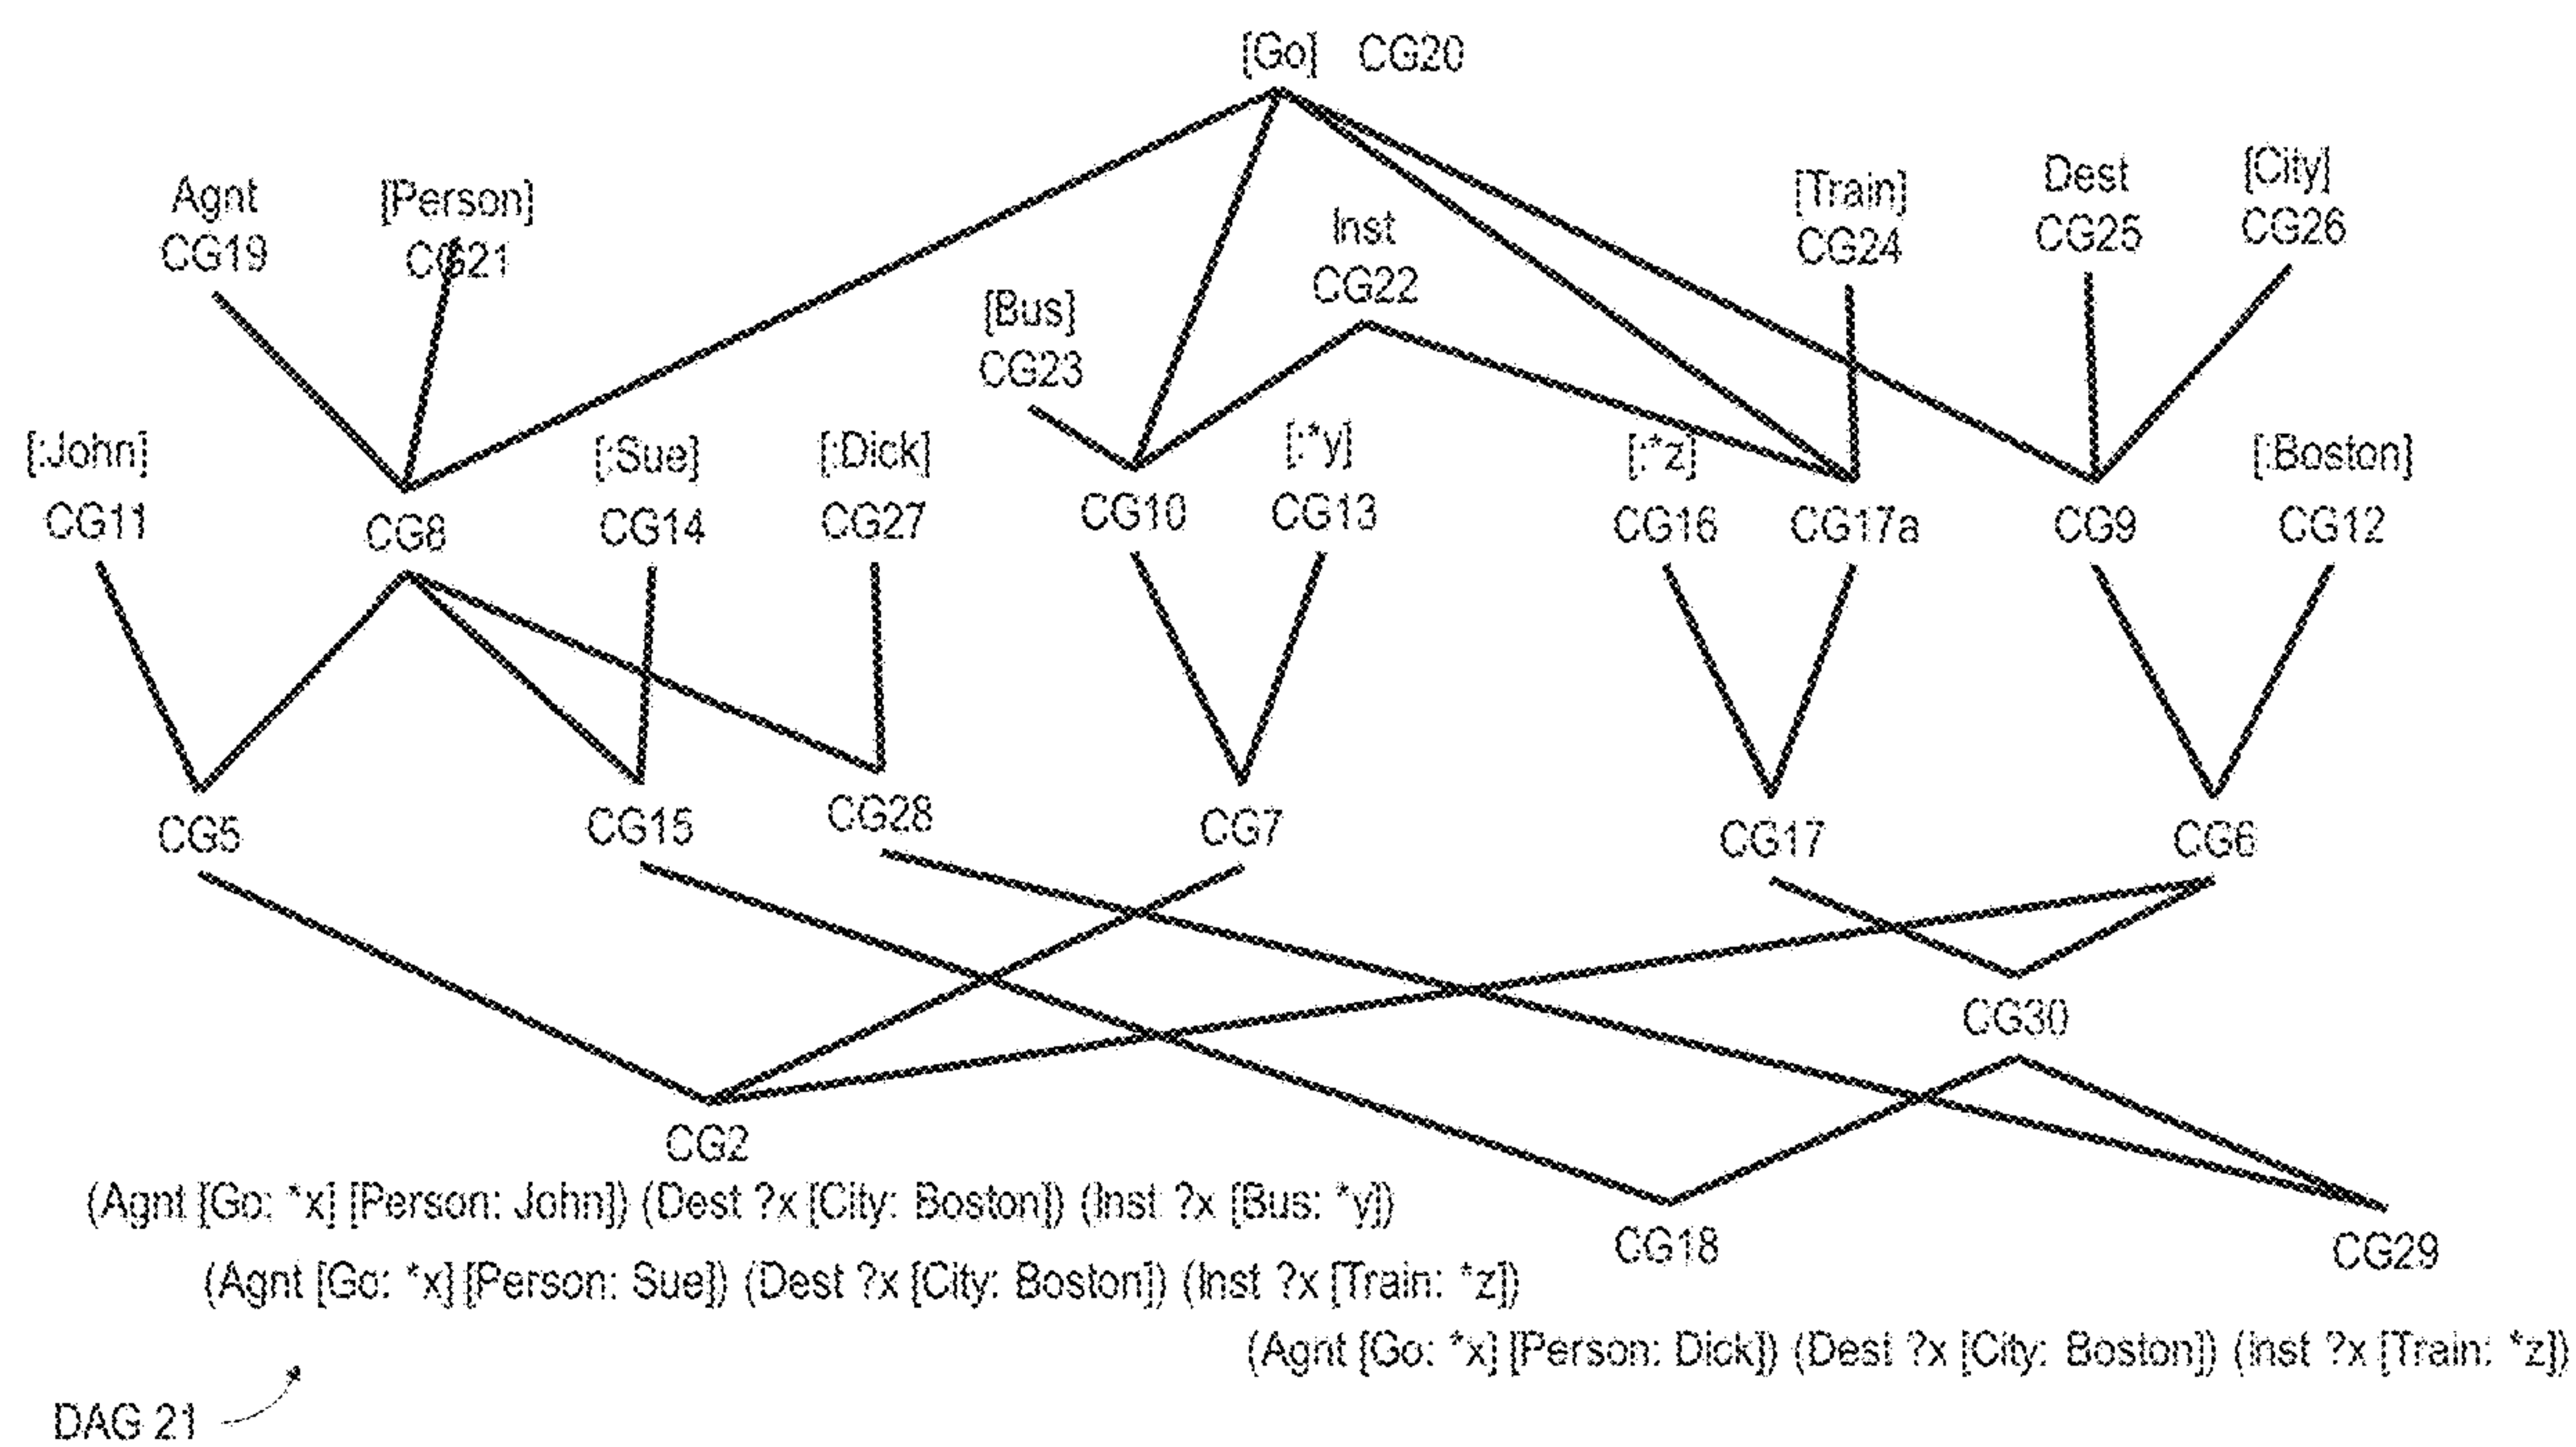 [Go] CG20
Agnt
CG19
[Person]
CG21
Inst
CG22
[Train]
CG24
Dest
CG25
[City]
CG26
[Bus]
CG23
[:John]
CG11
CG8
[:Sue]
CG14
[:Dick]
CG27
CG10
[:*y]
CG13
[:*z]
CG16
CG17a
CG9
[:Boston]
CG12
CG5
CG15
CG28
CG7
CG17
CG6
CG30
CG2
CG18
CG29
(Agnt [Go: *x] [Person: John]) (Dest ?x [City: Boston]) (Inst ?x [Bus: *y])
(Agnt [Go: *x] [Person: Sue]) (Dest ?x [City: Boston]) (Inst ?x [Train: *z])
(Agnt [Go: *x] [Person: Dick]) (Dest ?x [City: Boston]) (Inst ?x [Train: *z])
DAG 21